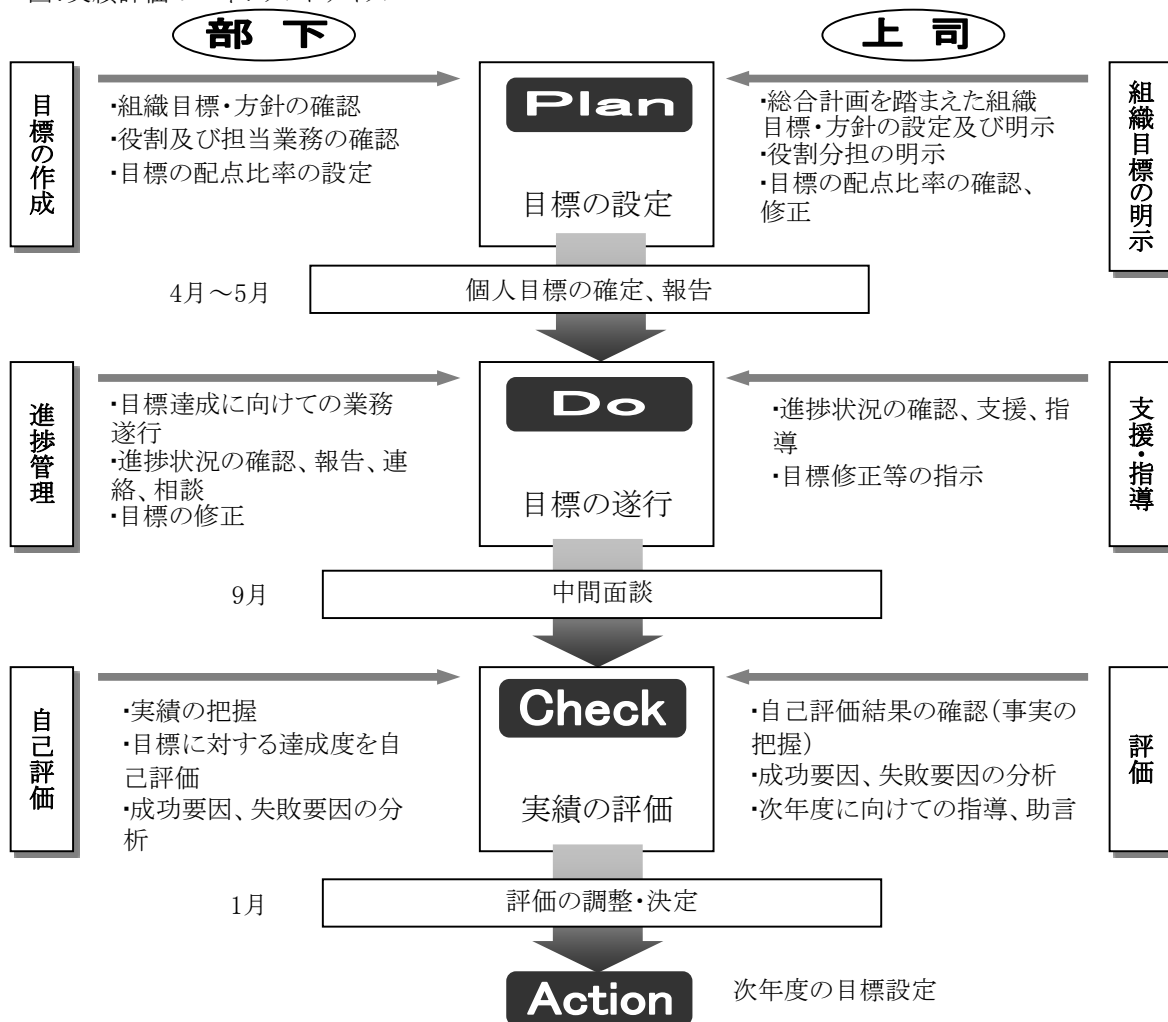 部 下
上 司
目標の作成
・組織目標・方針の確認
・役割及び担当業務の確認
・目標の配点比率の設定
Plan
目標の設定
・総合計画を踏まえた組織
目標・方針の設定及び明示
・役割分担の明示
・目標の配点比率の確認、
修正
組織目標の明示
4月～5月
個人目標の確定、報告
進捗管理
・目標達成に向けての業務
遂行
・進捗状況の確認、報告、連
絡、相談
・目標の修正
Do
目標の遂行
・進捗状況の確認、支援、指
導
・目標修正等の指示
支援・指導
9月
中間面談
自己評価
・実績の把握
・目標に対する達成度を自
己評価
・成功要因、失敗要因の分
析
Check
実績の評価
・自己評価結果の確認（事実の
把握）
・成功要因、失敗要因の分析
・次年度に向けての指導、助言
評価
1月
評価の調整・決定
Action
次年度の目標設定